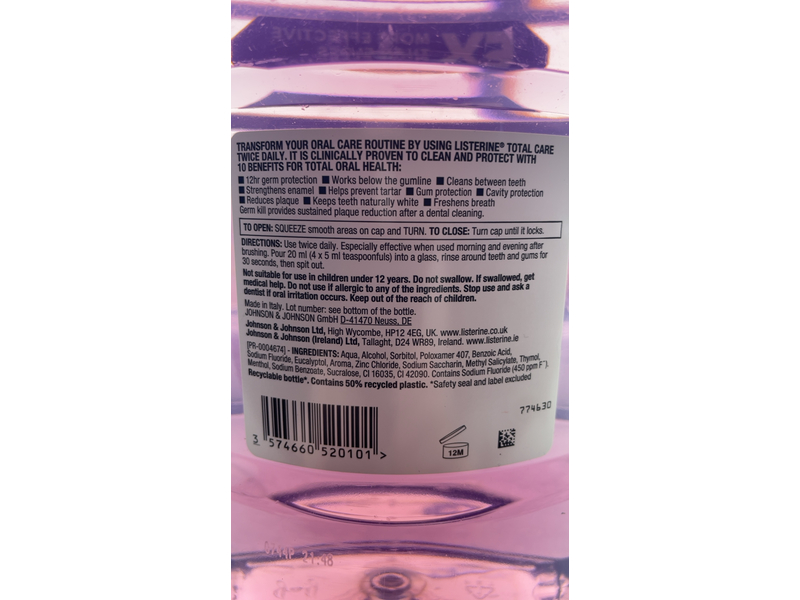 5X MORE EFFECTIVE
TRANSFORM YOUR ORAL CARE ROUTINE BY USING LISTERINE® TOTAL CARE
TWICE DAILY. IT IS CLINICALLY PROVEN TO CLEAN AND PROTECT WITH
10 BENEFITS FOR TOTAL ORAL HEALTH:
■ 12hr germ protection ■ Works below the gumline ■ Cleans between teeth
■ Strengthens enamel ■ Helps prevent tartar ■ Gum protection ■ Cavity protection
■ Reduces plaque ■ Keeps teeth naturally white ■ Freshens breath
Germ kill provides sustained plaque reduction after a dental cleaning.
TO OPEN: SQUEEZE smooth areas on cap and TURN. TO CLOSE: Turn cap until it locks.
DIRECTIONS: Use twice daily. Especially effective when used morning and evening after
brushing. Pour 20 ml (4 x 5 ml teaspoonfuls) into a glass, rinse around teeth and gums for
30 seconds, then spit out.
Not suitable for use in children under 12 years. Do not swallow. If swallowed, get
medical help. Do not use if allergic to any of the ingredients. Stop use and ask a
dentist if oral irritation occurs. Keep out of the reach of children.
Made in Italy. Lot number: see bottom of the bottle.
JOHNSON & JOHNSON GmbH D-41470 Neuss, DE
Johnson & Johnson Ltd, High Wycombe, HP12 4EG, UK. www.listerine.co.uk
Johnson & Johnson (Ireland) Ltd, Tallaght, D24 WR89, Ireland. www.listerine.ie
[PR-0004674] - INGREDIENTS: Aqua, Alcohol, Sorbitol, Poloxamer 407, Benzoic Acid,
Sodium Fluoride, Eucalyptol, Aroma, Zinc Chloride, Sodium Saccharin, Methyl Salicylate, Thymol,
Menthol, Sodium Benzoate, Sucralose, CI 16035, CI 42090. Contains Sodium Fluoride (450 ppm F⁻).
Recyclable bottle*. Contains 50% recycled plastic. *Safety seal and label excluded
774630
3 574660 520101 >
12M